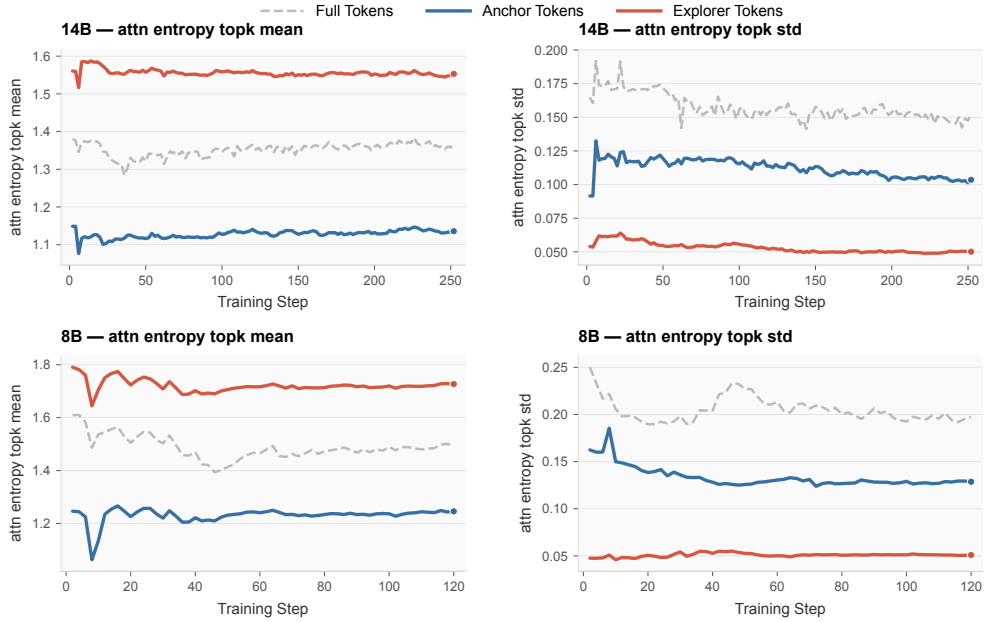 Full Tokens Anchor Tokens Explorer Tokens
14B — attn entropy topk mean
attn entropy topk mean
1.6
1.5
1.4
1.3
1.2
1.1
0 50 100 150 200 250
Training Step
14B — attn entropy topk std
attn entropy topk std
0.200
0.175
0.150
0.125
0.100
0.075
0.050
0 50 100 150 200 250
Training Step
8B — attn entropy topk mean
attn entropy topk mean
1.8
1.6
1.4
1.2
0 20 40 60 80 100 120
Training Step
8B — attn entropy topk std
attn entropy topk std
0.25
0.20
0.15
0.10
0.05
0 20 40 60 80 100 120
Training Step